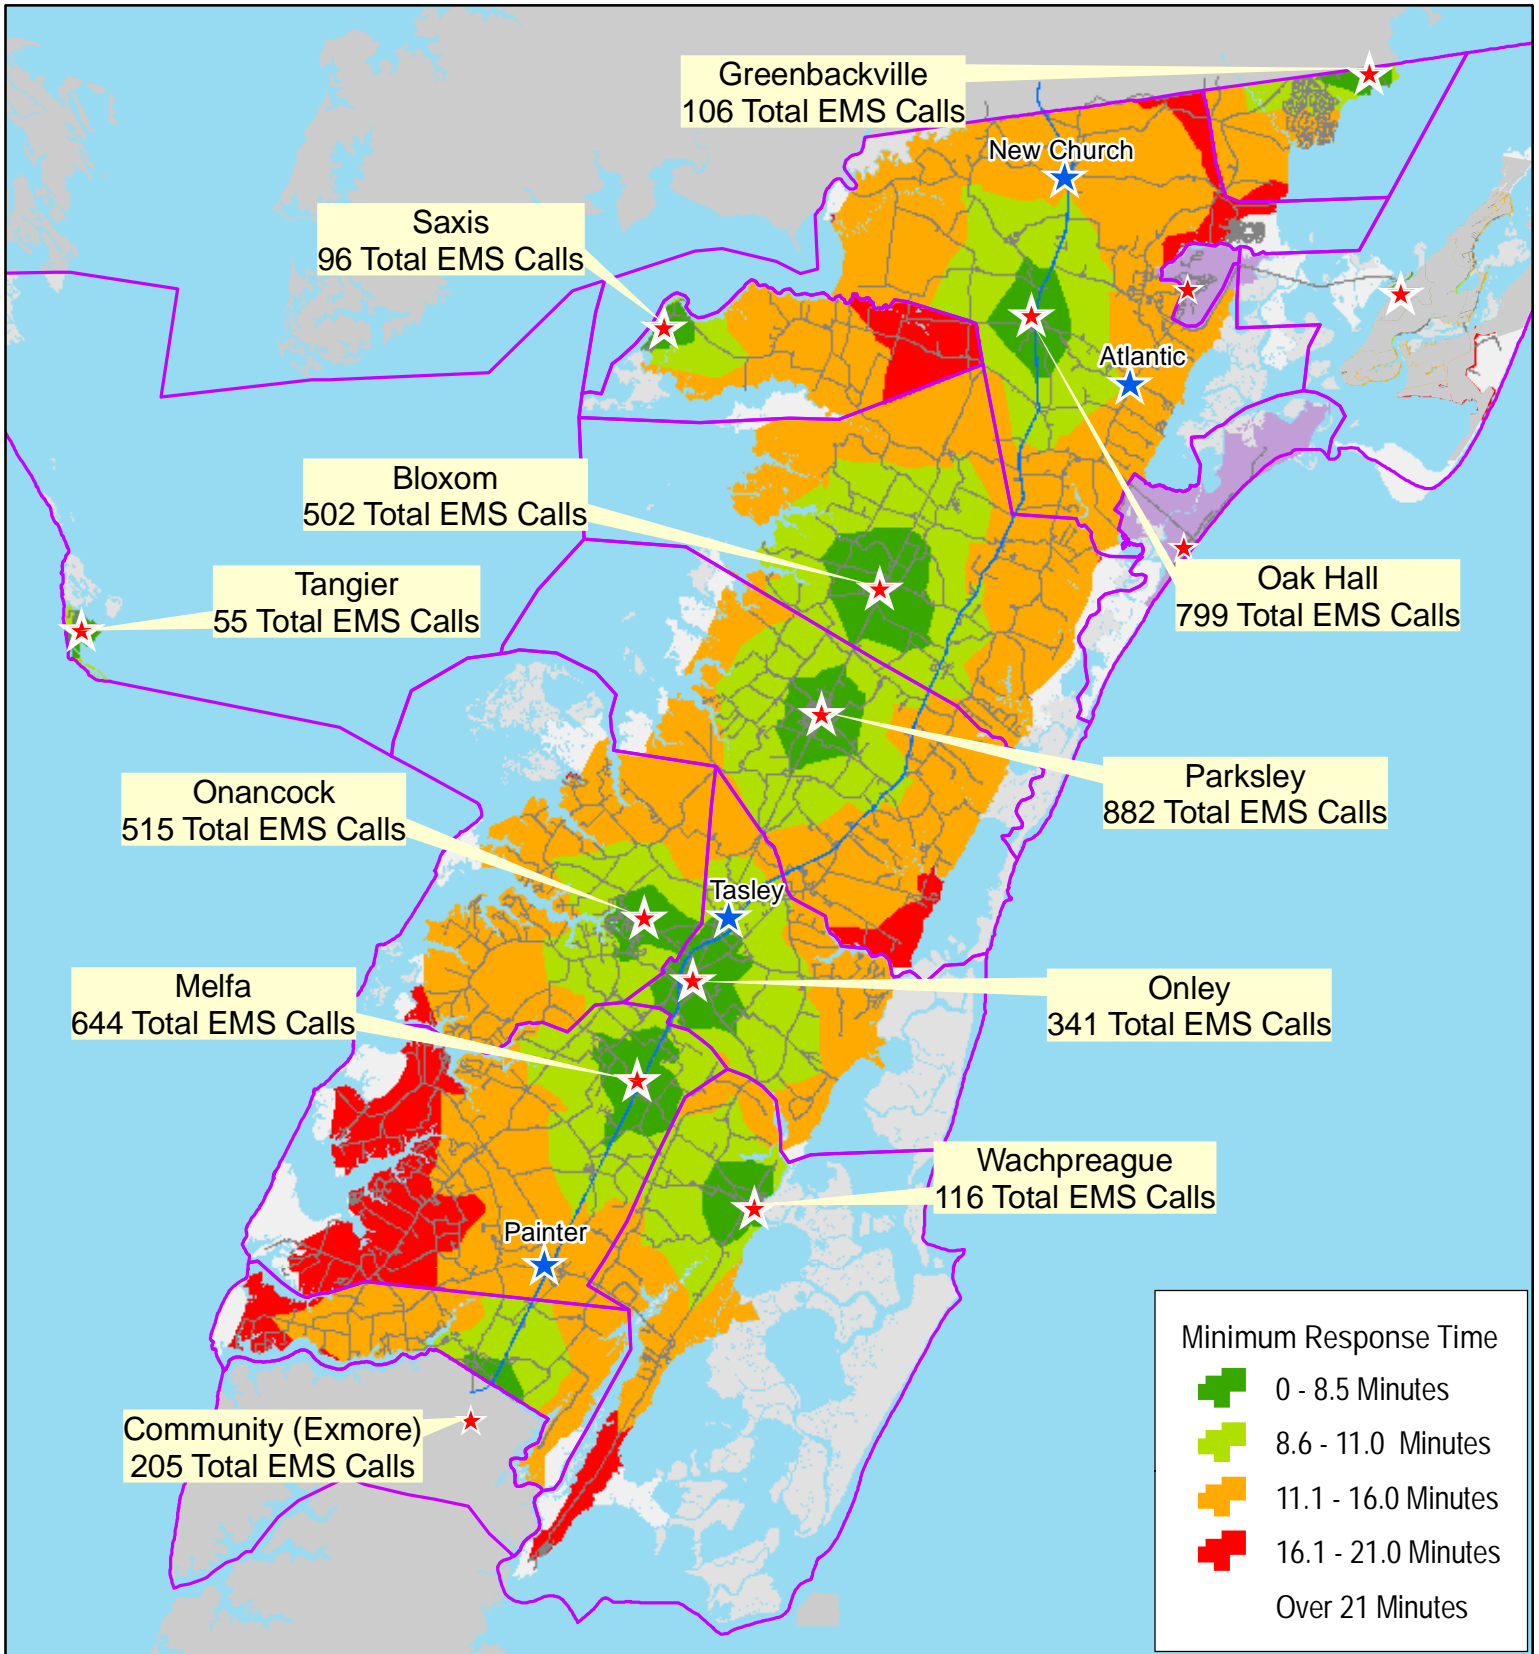 Greenbackville
106 Total EMS Calls
New Church
Saxis
96 Total EMS Calls
Atlantic
Bloxom
502 Total EMS Calls
Tangier
55 Total EMS Calls
Oak Hall
799 Total EMS Calls
Parksley
882 Total EMS Calls
Onancock
515 Total EMS Calls
Tasley
Melfa
644 Total EMS Calls
Onley
341 Total EMS Calls
Wachpreague
116 Total EMS Calls
Painter
Community (Exmore)
205 Total EMS Calls
Minimum Response Time
0 - 8.5 Minutes
8.6 - 11.0 Minutes
11.1 - 16.0 Minutes
16.1 - 21.0 Minutes
Over 21 Minutes